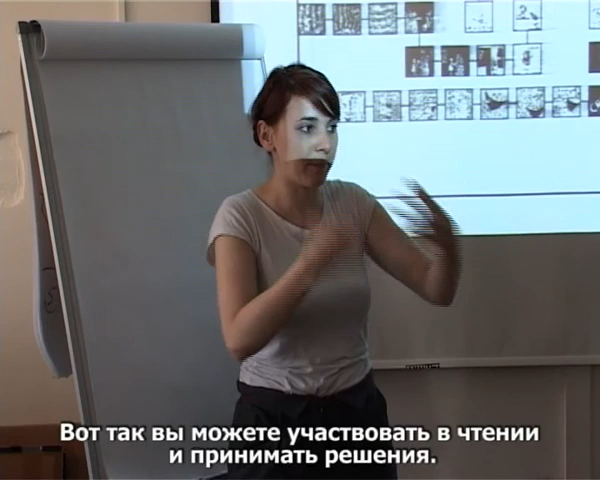 Вот так вы можете участвовать в чтении
и принимать решения.